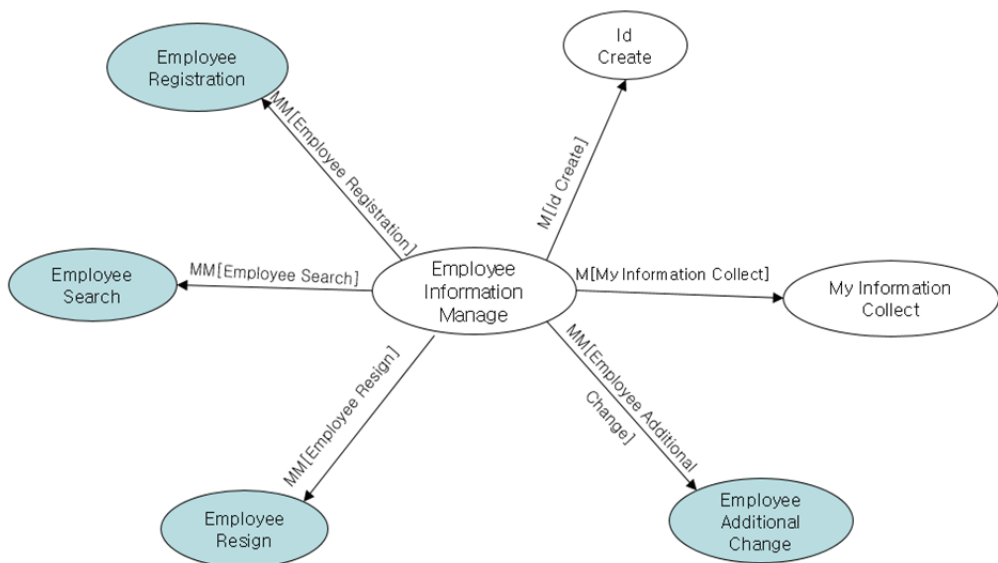 Employee
Registration
Id
Create
MM[Employee Registration]
M[Id Create]
Employee
Search
MM[Employee Search]
Employee
Information
Manage
M[My Information Collect]
My Information
Collect
MM[Employee Resign]
MM[Employee Additional
Change]
Employee
Resign
Employee
Additional
Change